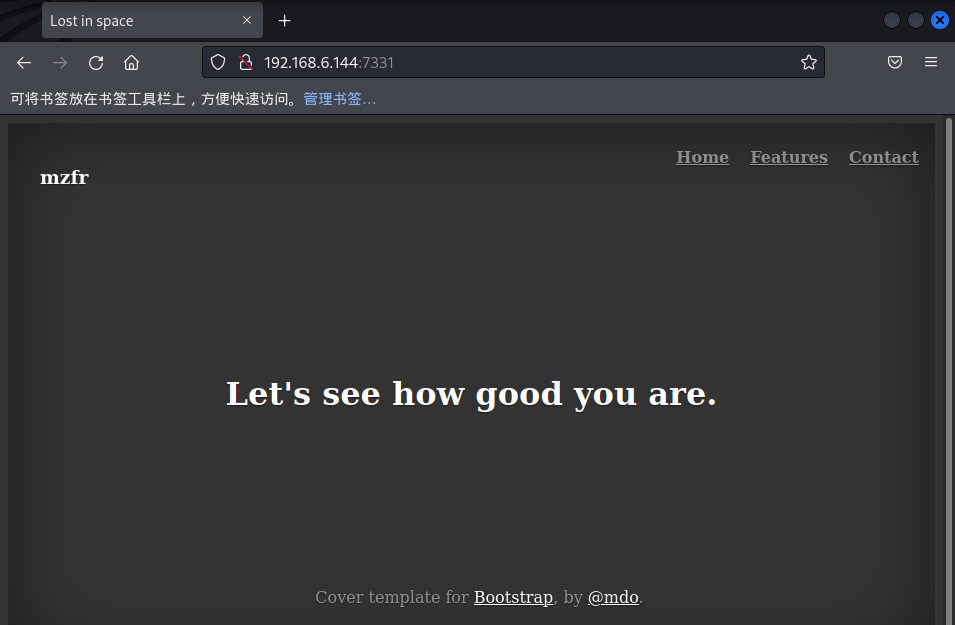 Lost in space
192.168.6.144:7331
可将书签放在书签工具栏上，方便快速访问。管理书签…
Home Features Contact
mzfr
Let's see how good you are.
Cover template for Bootstrap, by @mdo.